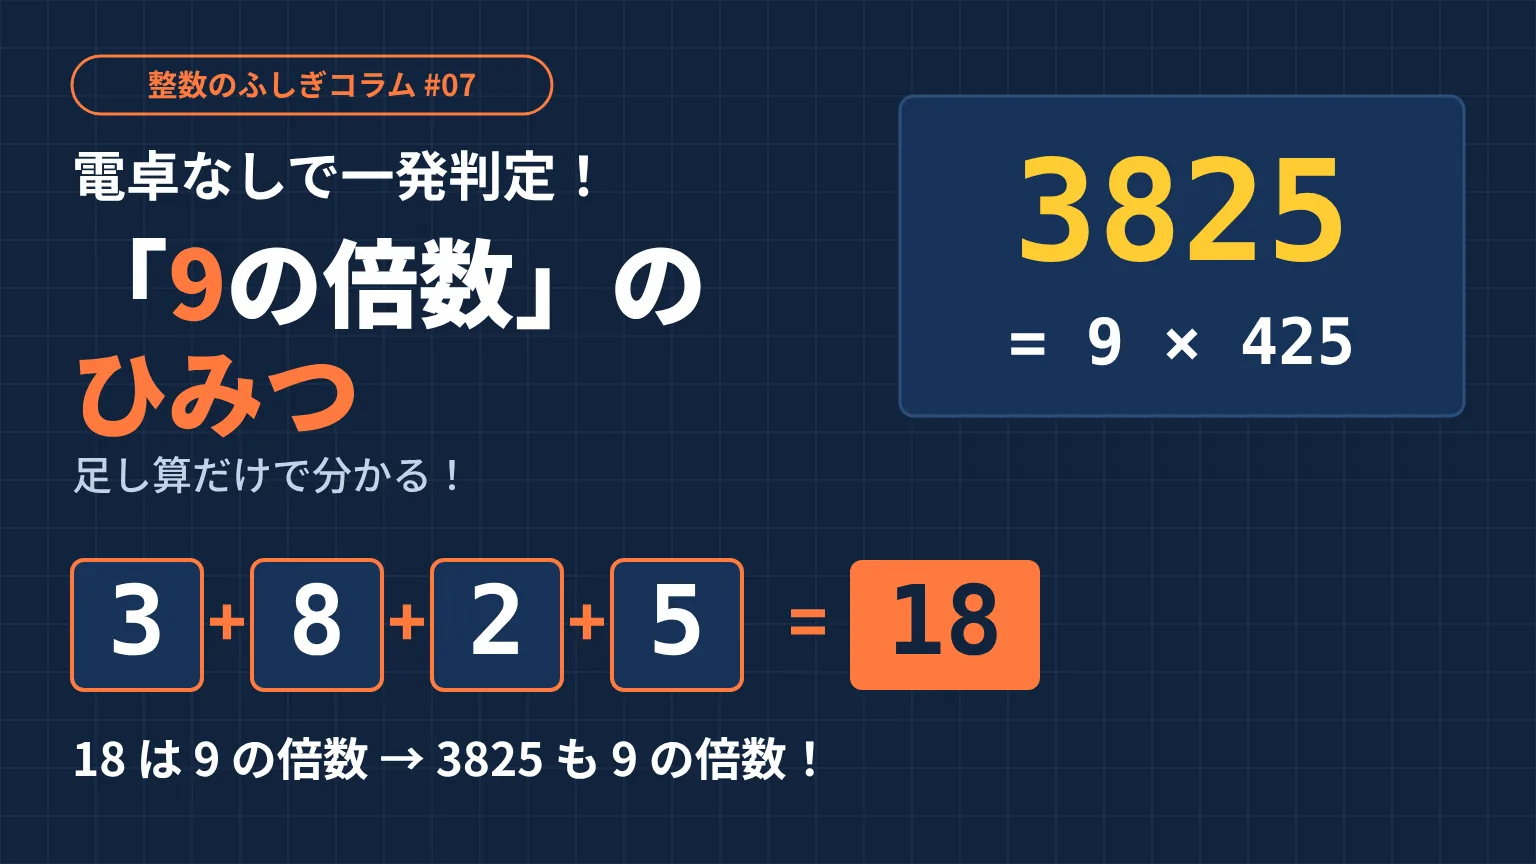 整数のふしぎコラム #07
電卓なしで一発判定！
「9の倍数」の
ひみつ
足し算だけで分かる！
3825
= 9 × 425
3 + 8 + 2 + 5 = 18
18 は 9 の倍数 → 3825 も 9 の倍数！